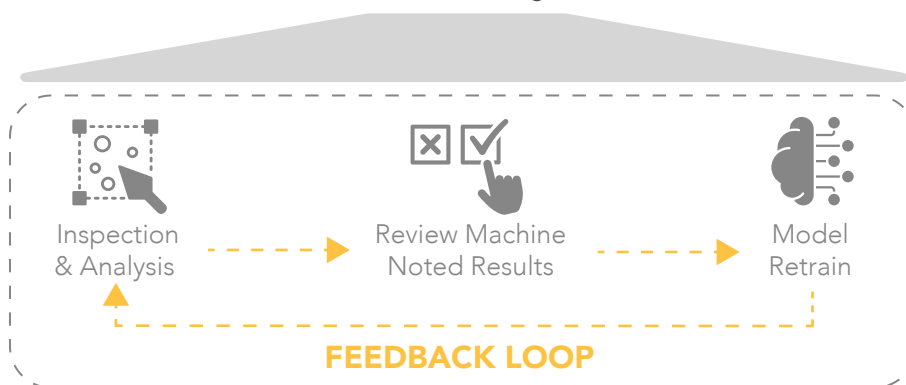 Inspection
& Analysis
Review Machine
Noted Results
Model
Retrain
FEEDBACK LOOP